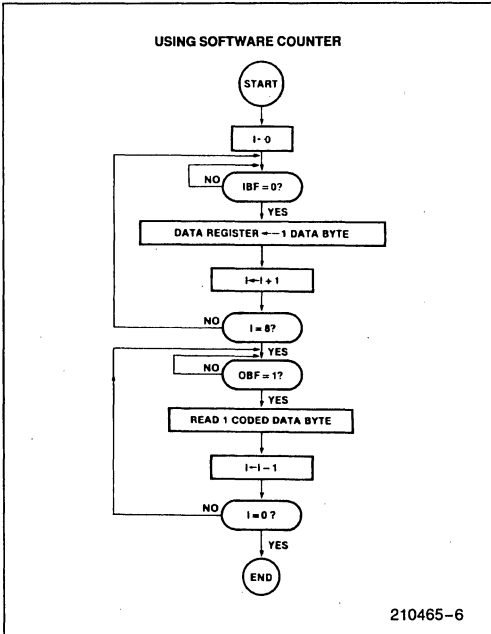 USING SOFTWARE COUNTER
START
I-0
NO
IBF = 0?
YES
DATA REGISTER ← 1 DATA BYTE
I←I + 1
NO
I = 8?
YES
NO
OBF = 1?
YES
READ 1 CODED DATA BYTE
I←I − 1
NO
I = 0 ?
YES
END
210465–6